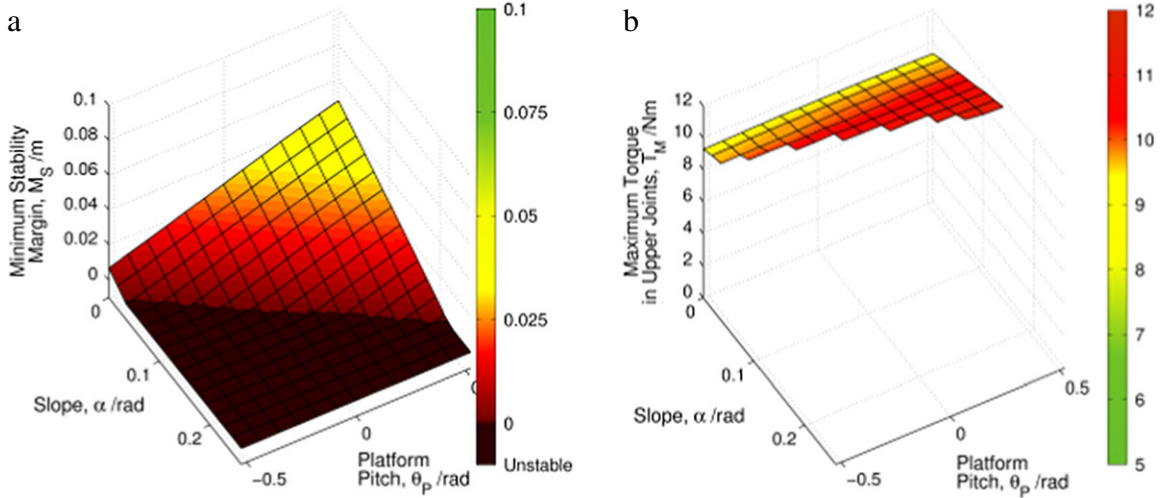 a
0.1
0.08
0.06
0.04
0.02
0
Minimum Stability
Margin, M_S /m
0
0.1
0.2
Slope, α /rad
−0.5
0
Platform
Pitch, θ_P /rad
0.1
0.075
0.05
0.025
0
Unstable
b
12
10
8
6
4
2
0
Maximum Torque
in Upper Joints, T̅_M /Nm
0
0.1
0.2
Slope, α /rad
−0.5
0
0.5
Platform
Pitch, θ_P /rad
12
11
10
9
8
7
6
5